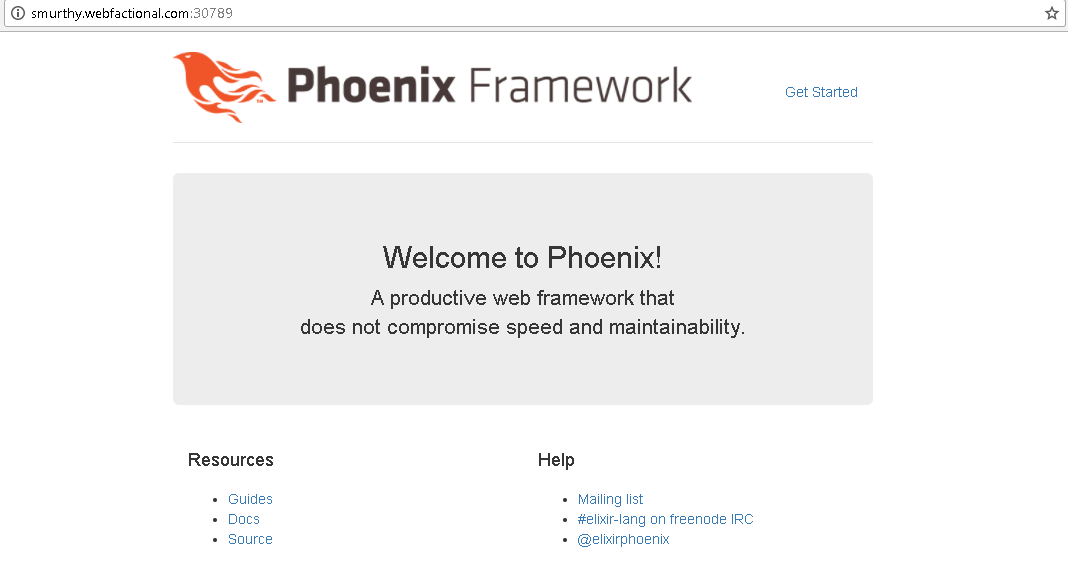 smurthy.webfactional.com:30789
Phoenix Framework
Get Started
Welcome to Phoenix!
A productive web framework that
does not compromise speed and maintainability.
Resources
Guides
Docs
Source
Help
Mailing list
#elixir-lang on freenode IRC
@elixirphoenix